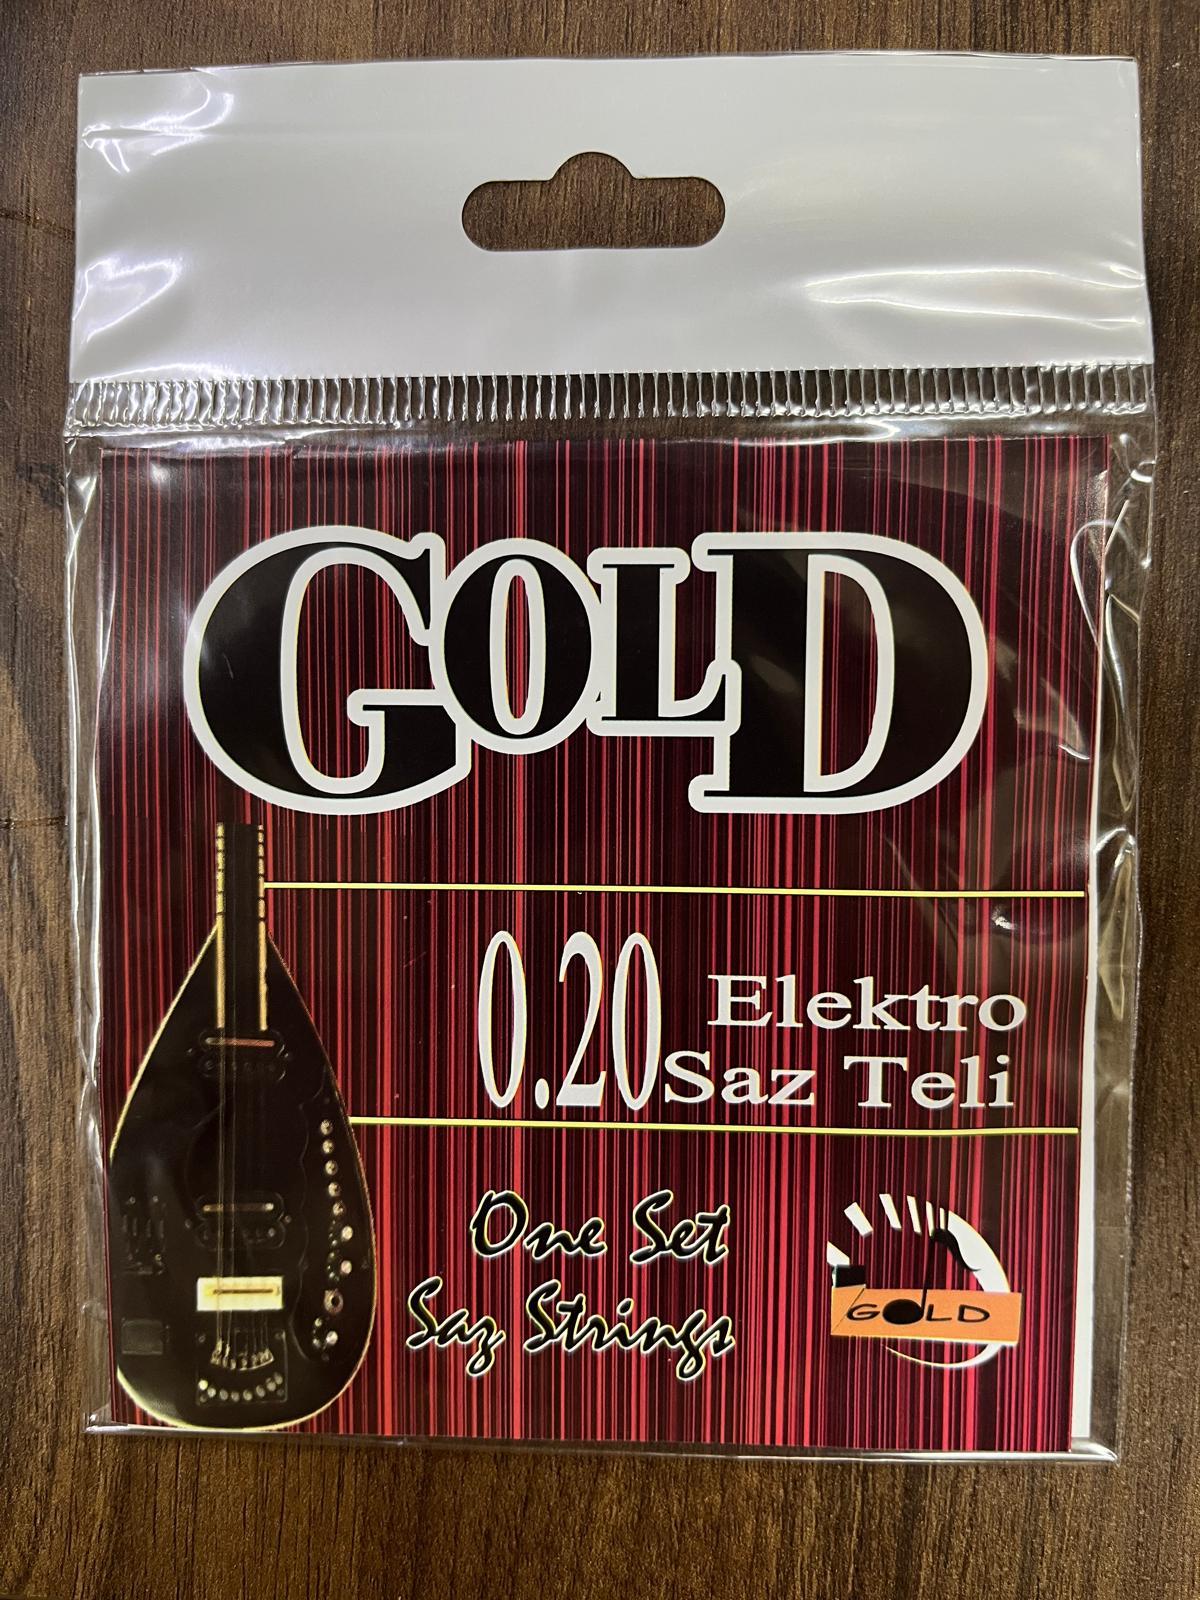 GOLD
0.20 Elektro
Saz Teli
One Set
Saz Strings
GOLD